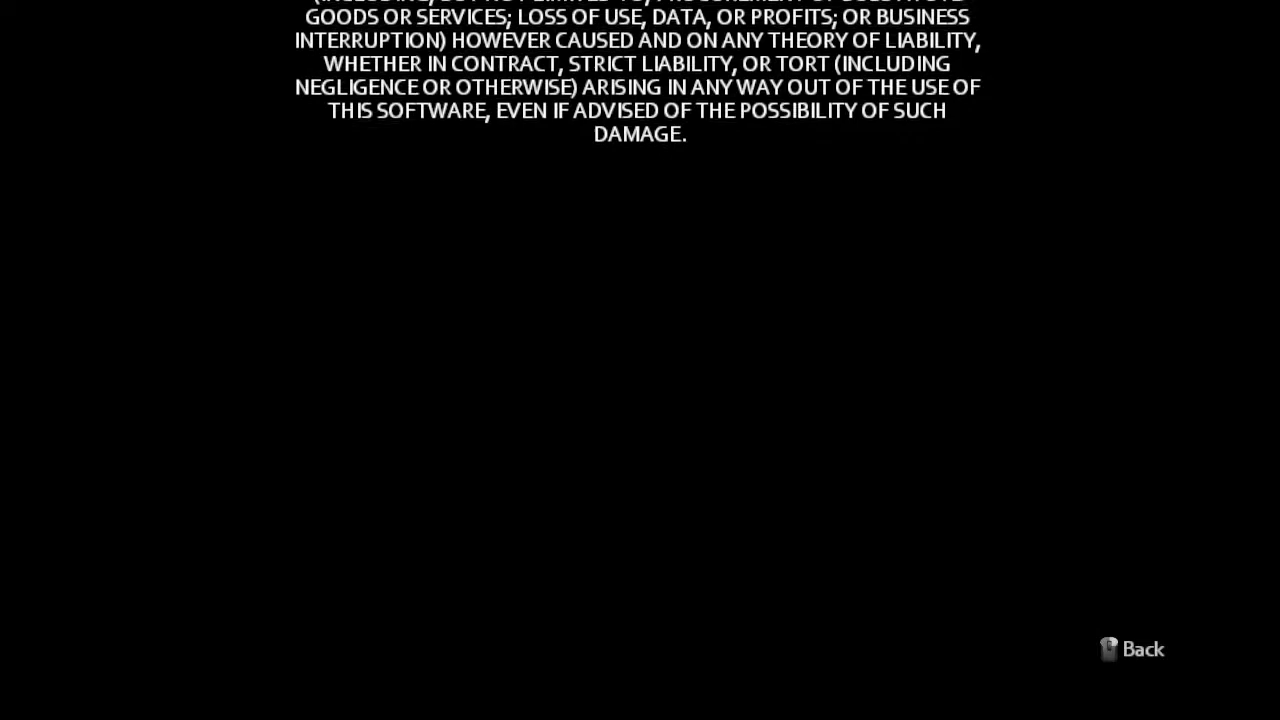 GOODS OR SERVICES; LOSS OF USE, DATA, OR PROFITS; OR BUSINESS
INTERRUPTION) HOWEVER CAUSED AND ON ANY THEORY OF LIABILITY,
WHETHER IN CONTRACT, STRICT LIABILITY, OR TORT (INCLUDING
NEGLIGENCE OR OTHERWISE) ARISING IN ANY WAY OUT OF THE USE OF
THIS SOFTWARE, EVEN IF ADVISED OF THE POSSIBILITY OF SUCH
DAMAGE.
Back